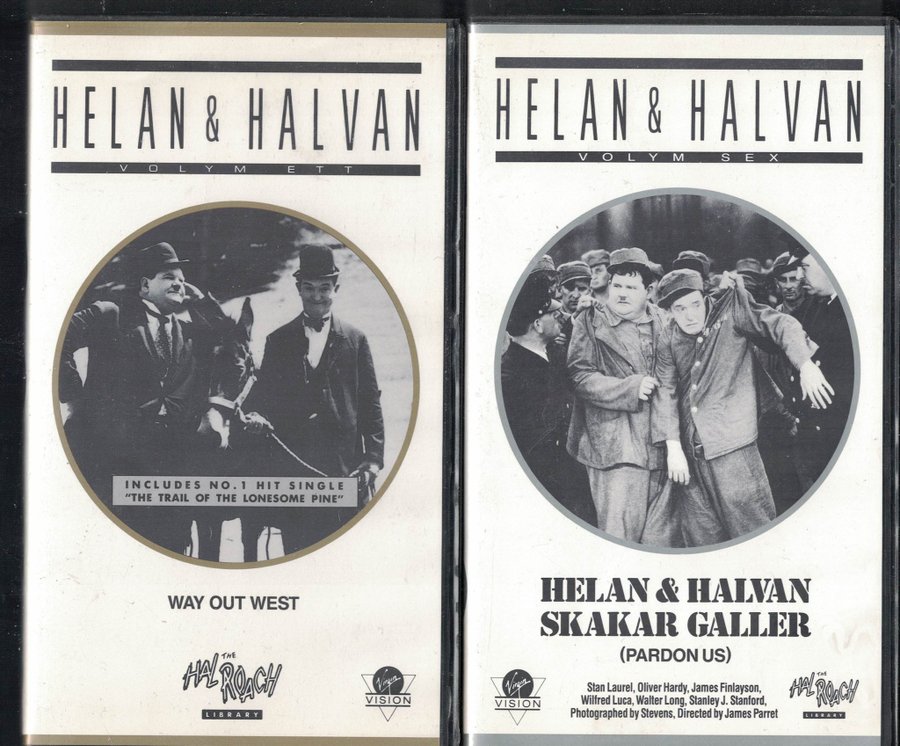 HELAN & HALVAN
VOLYM ETT
INCLUDES NO.1 HIT SINGLE
"THE TRAIL OF THE LONESOME PINE"
WAY OUT WEST
THE
HAL ROACH
LIBRARY
Virgin
VISION
HELAN & HALVAN
VOLYM SEX
HELAN & HALVAN
SKAKAR GALLER
(PARDON US)
Virgin
VISION
Stan Laurel, Oliver Hardy, James Finlayson,
Wilfred Luca, Walter Long, Stanley J. Stanford,
Photographed by Stevens, Directed by James Parret
THE
HAL ROACH
LIBRARY